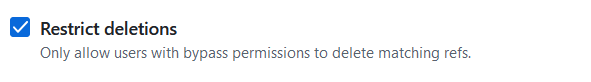 Restrict deletions
Only allow users with bypass permissions to delete matching refs.